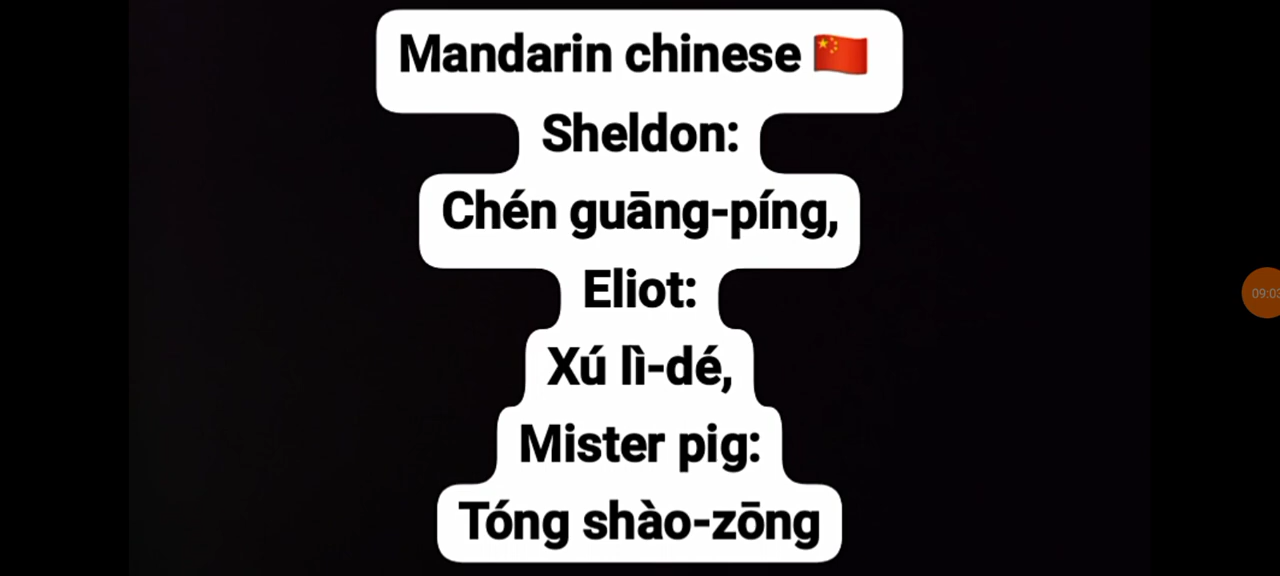 Mandarin chinese 🇨🇳
Sheldon:
Chén guāng-píng,
Eliot:
Xú lì-dé,
Mister pig:
Tóng shào-zōng